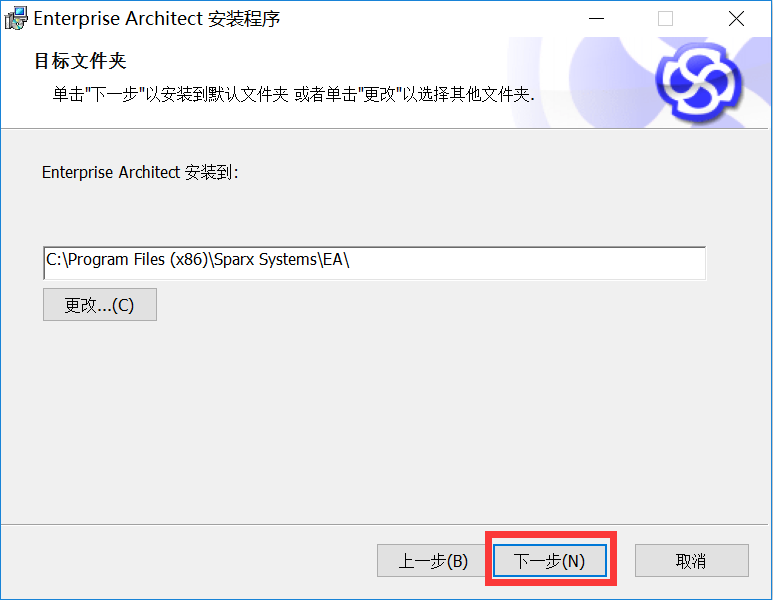 Enterprise Architect 安装程序
目标文件夹
单击"下一步"以安装到默认文件夹 或者单击"更改"以选择其他文件夹.
Enterprise Architect 安装到:
C:\Program Files (x86)\Sparx Systems\EA\
更改...(C)
上一步(B) 下一步(N) 取消